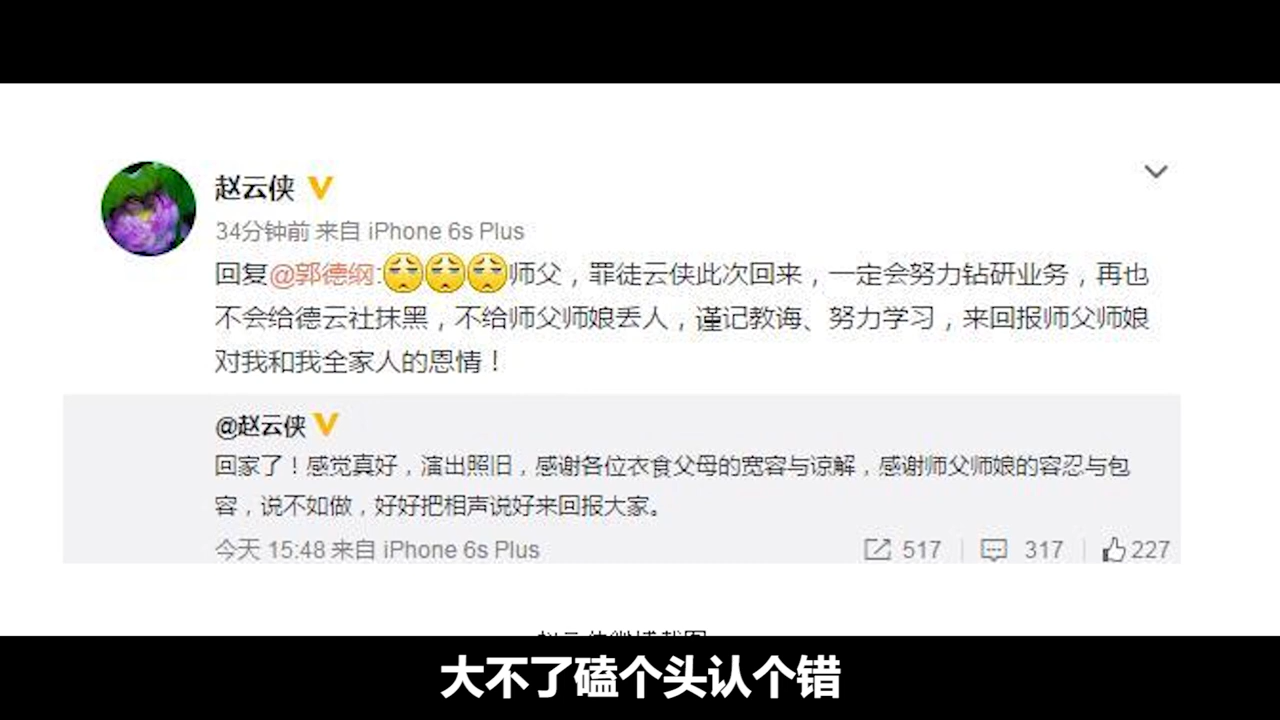 赵云侠
34分钟前 来自 iPhone 6s Plus
回复@郭德纲:师父，罪徒云侠此次回来，一定会努力钻研业务，再也
不会给德云社抹黑，不给师父师娘丢人，谨记教诲、努力学习，来回报师父师娘
对我和我全家人的恩情！
@赵云侠
回家了！感觉真好，演出照旧，感谢各位衣食父母的宽容与谅解，感谢师父师娘的容忍与包
容，说不如做，好好把相声说好来回报大家。
今天 15:48 来自 iPhone 6s Plus
517 317 227
大不了磕个头认个错